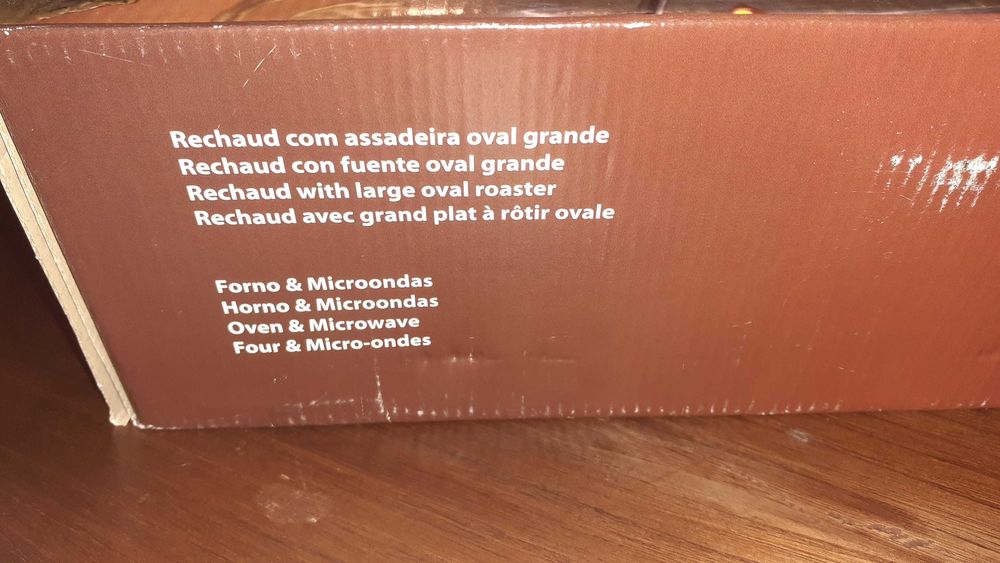 Rechaud com assadeira oval grande
Rechaud con fuente oval grande
Rechaud with large oval roaster
Rechaud avec grand plat à rôtir ovale
Forno & Microondas
Horno & Microondas
Oven & Microwave
Four & Micro-ondes